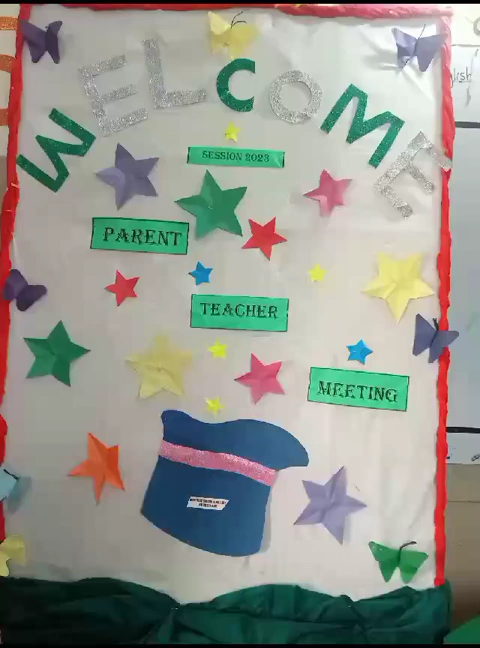 WELCOME
SESSION 2023
PARENT
TEACHER
MEETING